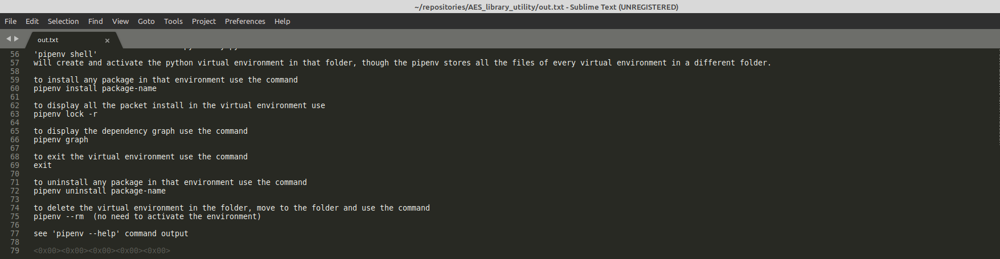 ~/repositories/AES_library_utility/out.txt - Sublime Text (UNREGISTERED)
File Edit Selection Find View Goto Tools Project Preferences Help
out.txt ×
56 'pipenv shell'
57 will create and activate the python virtual environment in that folder, though the pipenv stores all the files of every virtual environment in a different folder.
58
59 to install any package in that environment use the command
60 pipenv install package-name
61
62 to display all the packet install in the virtual environment use
63 pipenv lock -r
64
65 to display the dependency graph use the command
66 pipenv graph
67
68 to exit the virtual environment use the command
69 exit
70
71 to uninstall any package in that environment use the command
72 pipenv uninstall package-name
73
74 to delete the virtual environment in the folder, move to the folder and use the command
75 pipenv --rm  (no need to activate the environment)
76
77 see 'pipenv --help' command output
78
79 <0x00><0x00><0x00><0x00><0x00>